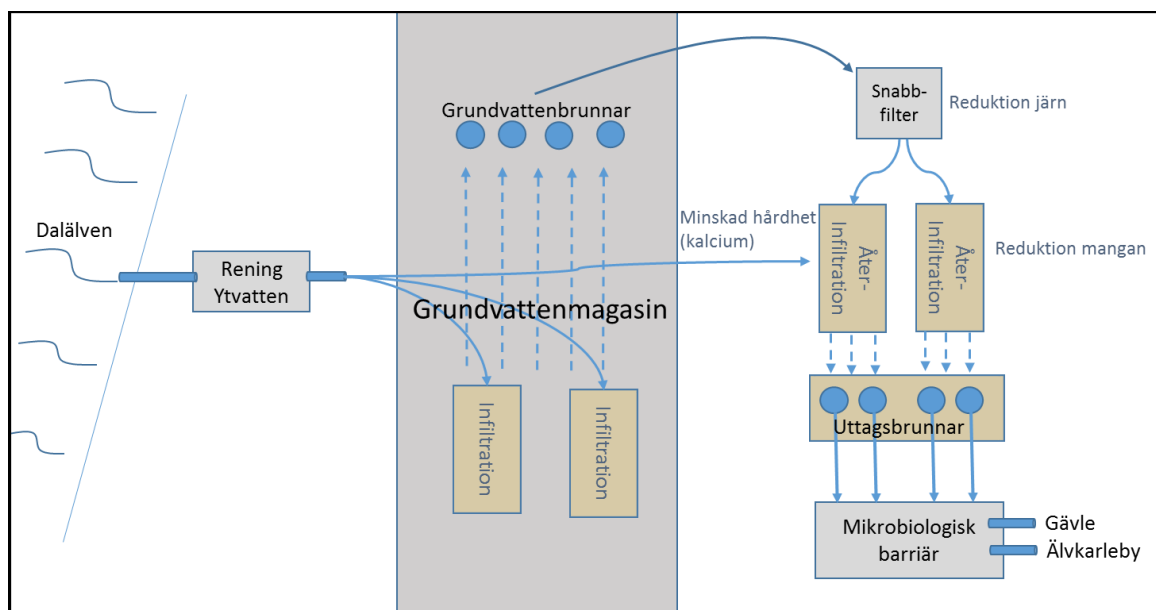 Dalälven
Rening
Ytvatten
Grundvattenbrunnar
Grundvattenmagasin
Infiltration
Infiltration
Snabb-
filter
Reduktion järn
Minskad hårdhet
(kalcium)
Åter-
Infiltration
Åter-
Infiltration
Reduktion mangan
Uttagsbrunnar
Mikrobiologisk
barriär
Gävle
Älvkarleby